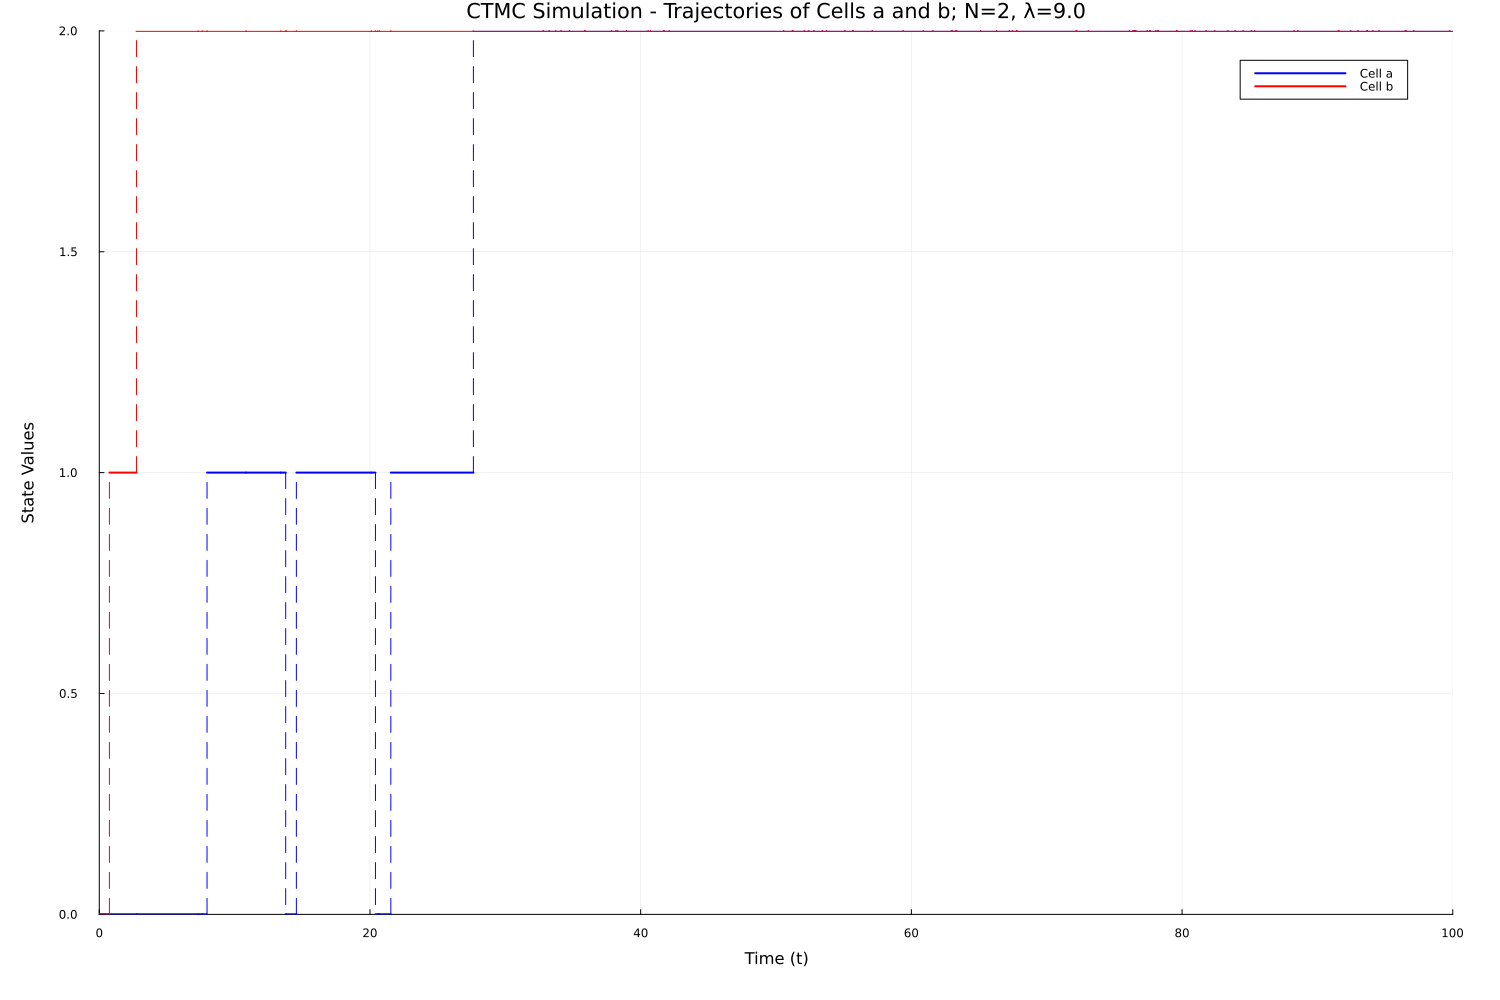 CTMC Simulation - Trajectories of Cells a and b; N=2, λ=9.0
2.0
Cell a
Cell b
1.5
State Values
1.0
0.5
0.0
0 20 40 60 80 100
Time (t)